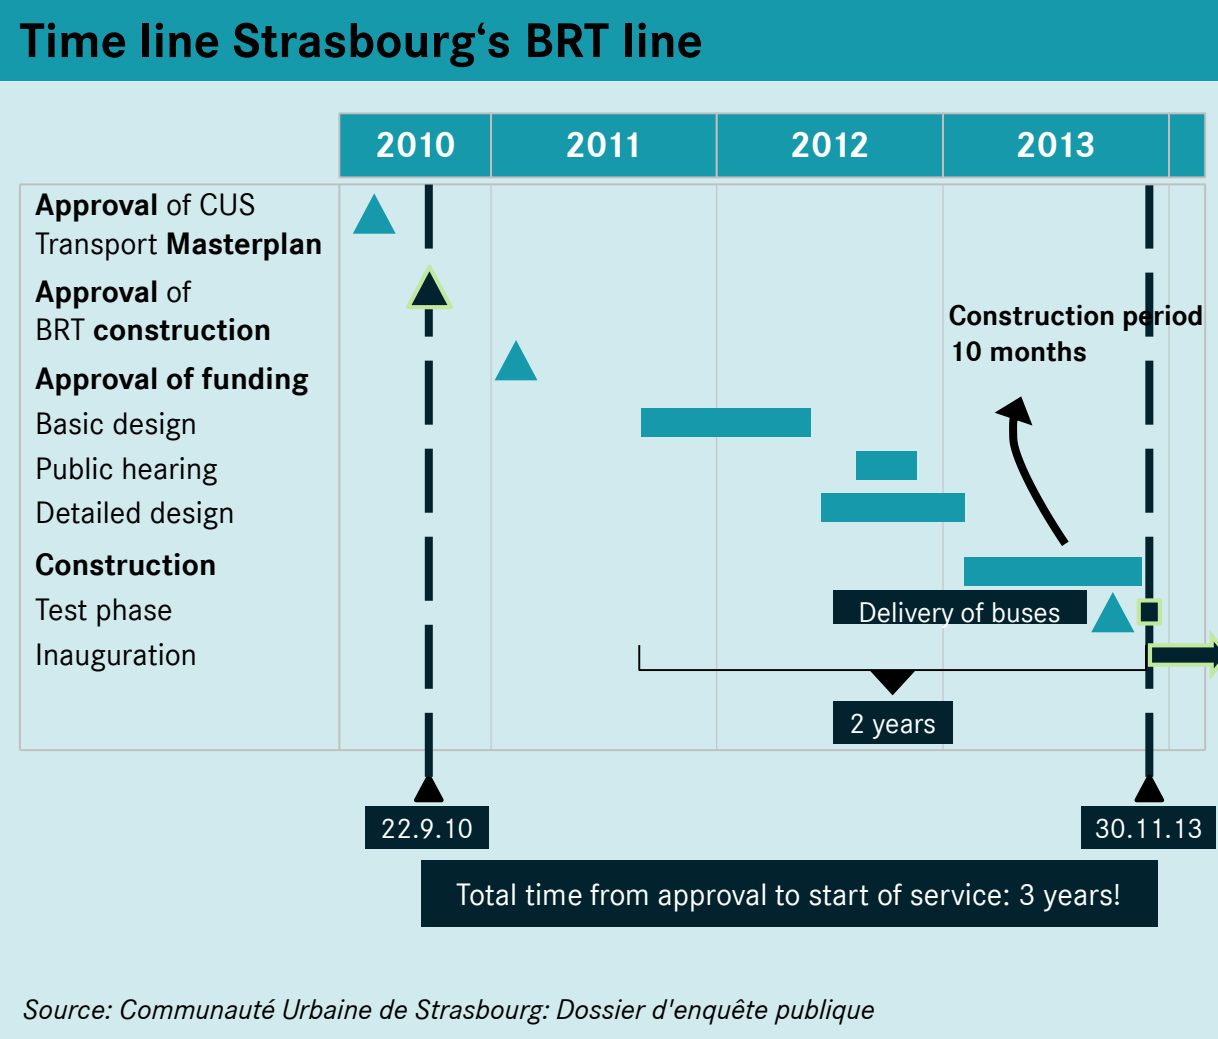 Time line Strasbourg‘s BRT line
2010 2011 2012 2013
Approval of CUS
Transport Masterplan
Approval of
BRT construction
Construction period
10 months
Approval of funding
Basic design
Public hearing
Detailed design
Construction
Test phase
Delivery of buses
Inauguration
2 years
22.9.10
30.11.13
Total time from approval to start of service: 3 years!
Source: Communauté Urbaine de Strasbourg: Dossier d'enquête publique